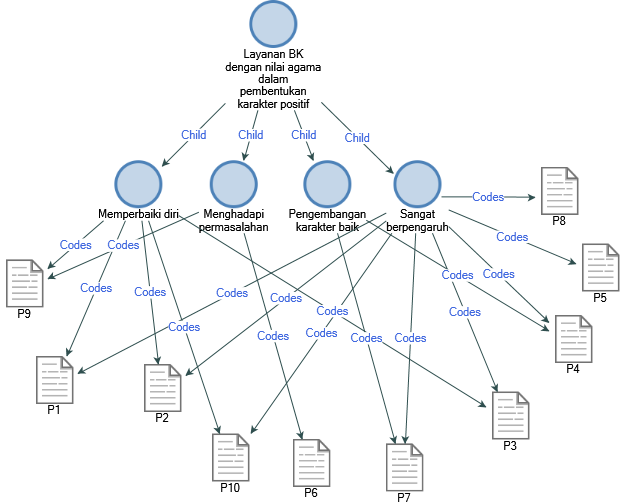 Layanan BK
dengan nilai agama
dalam
pembentukan
karakter positif
Child
Child
Child
Child
Memperbaiki diri
Menghadapi
permasalahan
Pengembangan
karakter baik
Sangat
berpengaruh
Codes
P8
Codes
Codes
Codes
Codes
Codes
P5
P9
Codes
Codes
Codes
Codes
Codes
Codes
Codes
Codes
Codes
Codes
Codes
P4
P1
P2
P3
P10
P6
P7